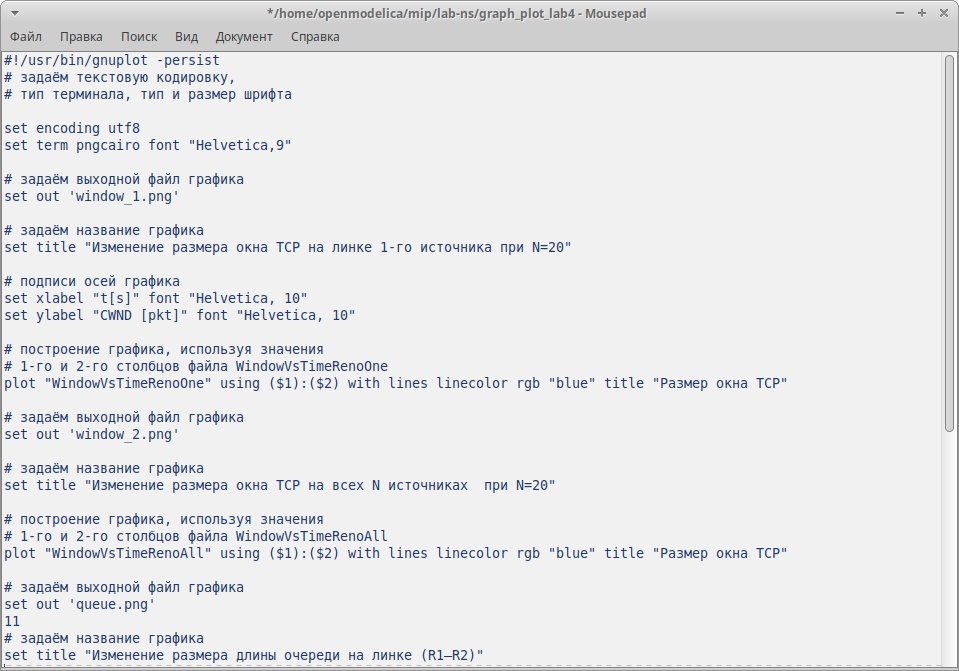 */home/openmodelica/mip/lab-ns/graph_plot_lab4 - Mousepad
Файл Правка Поиск Вид Документ Справка
#!/usr/bin/gnuplot -persist
# задаём текстовую кодировку,
# тип терминала, тип и размер шрифта
set encoding utf8
set term pngcairo font "Helvetica,9"
# задаём выходной файл графика
set out 'window_1.png'
# задаём название графика
set title "Изменение размера окна TCP на линке 1-го источника при N=20"
# подписи осей графика
set xlabel "t[s]" font "Helvetica, 10"
set ylabel "CWND [pkt]" font "Helvetica, 10"
# построение графика, используя значения
# 1-го и 2-го столбцов файла WindowVsTimeRenoOne
plot "WindowVsTimeRenoOne" using ($1):($2) with lines linecolor rgb "blue" title "Размер окна TCP"
# задаём выходной файл графика
set out 'window_2.png'
# задаём название графика
set title "Изменение размера окна TCP на всех N источниках  при N=20"
# построение графика, используя значения
# 1-го и 2-го столбцов файла WindowVsTimeRenoAll
plot "WindowVsTimeRenoAll" using ($1):($2) with lines linecolor rgb "blue" title "Размер окна TCP"
# задаём выходной файл графика
set out 'queue.png'
11
# задаём название графика
set title "Изменение размера длины очереди на линке (R1–R2)"